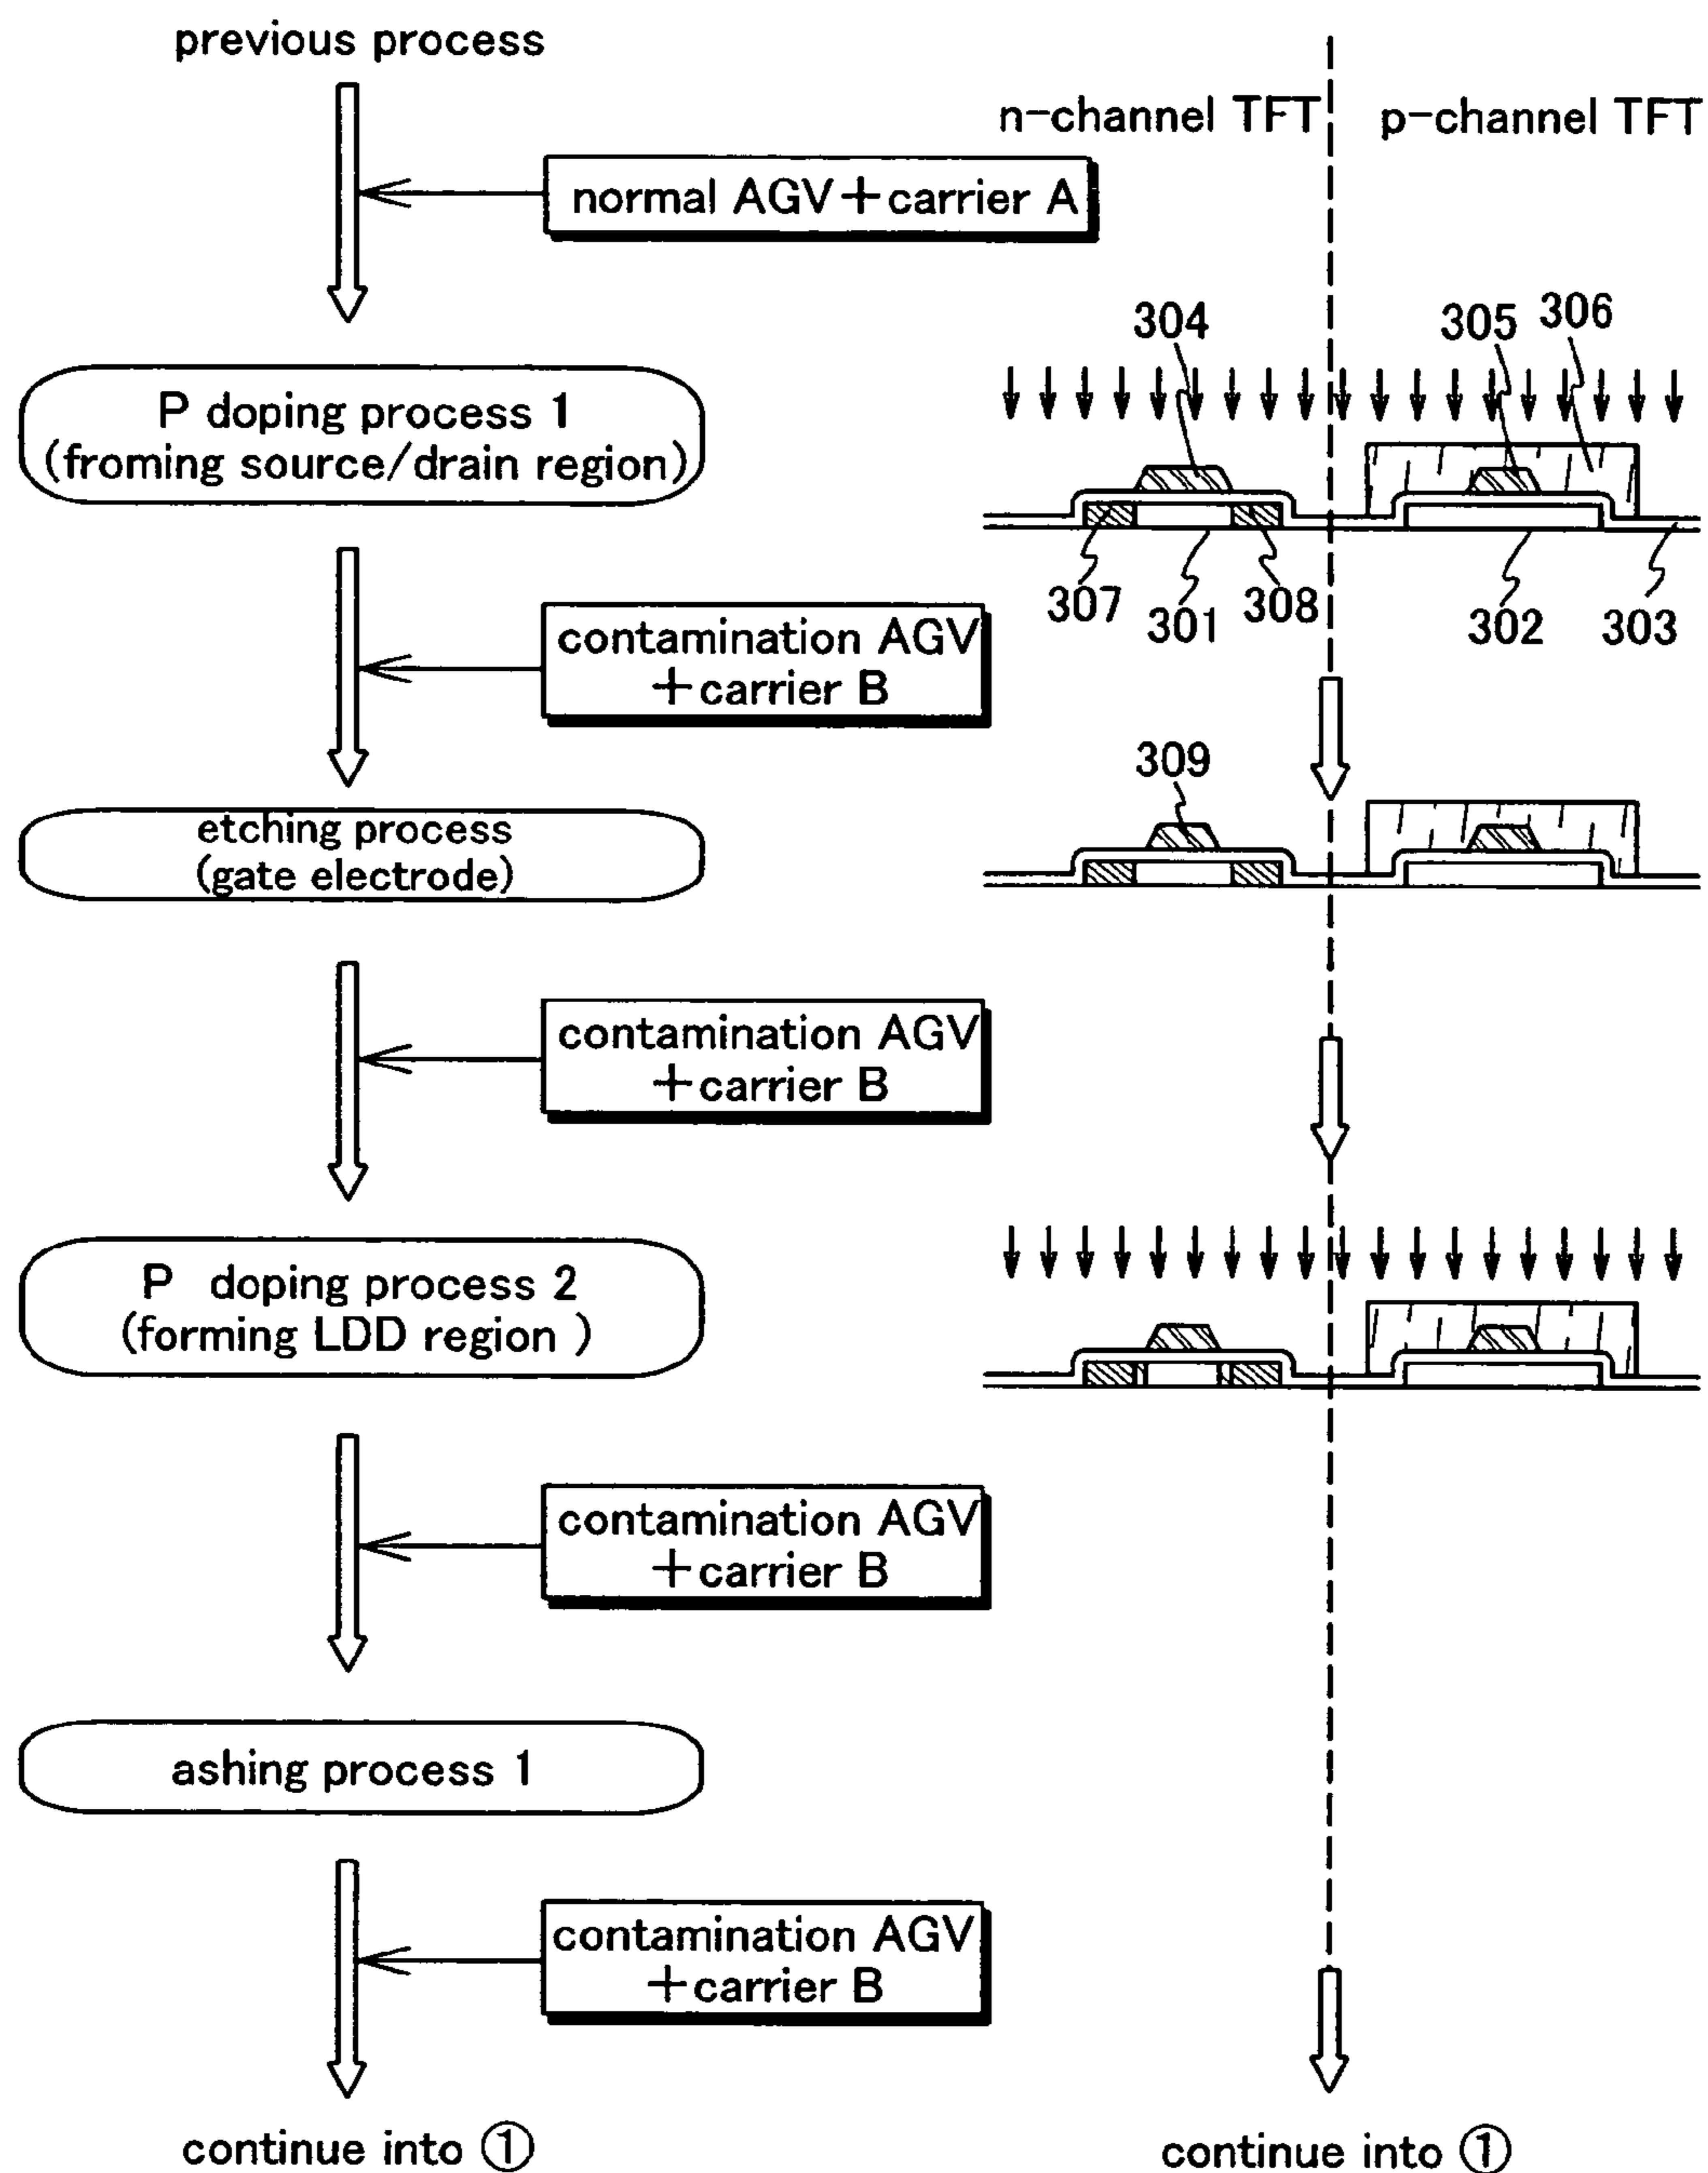 previous process
n-channel TFT
p-channel TFT
normal AGV+carrier A
304
305
306
P doping process 1
(froming source/drain region)
307
301
308
302
303
contamination AGV
+carrier B
309
etching process
(gate electrode)
contamination AGV
+carrier B
P doping process 2
(forming LDD region )
contamination AGV
+carrier B
ashing process 1
contamination AGV
+carrier B
continue into ①
continue into ①